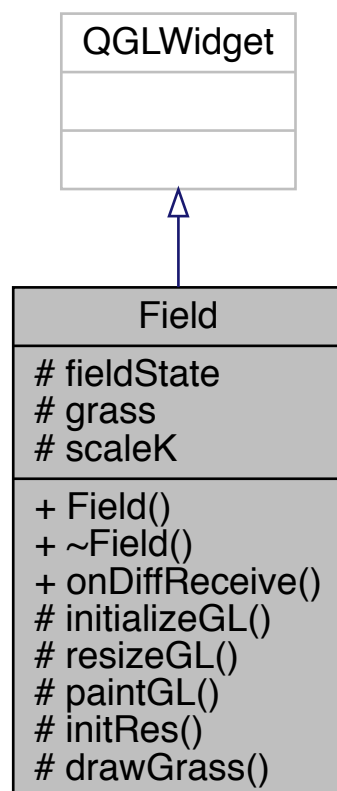 QGLWidget
Field
# fieldState
# grass
# scaleK
+ Field()
+ ~Field()
+ onDiffReceive()
# initializeGL()
# resizeGL()
# paintGL()
# initRes()
# drawGrass()